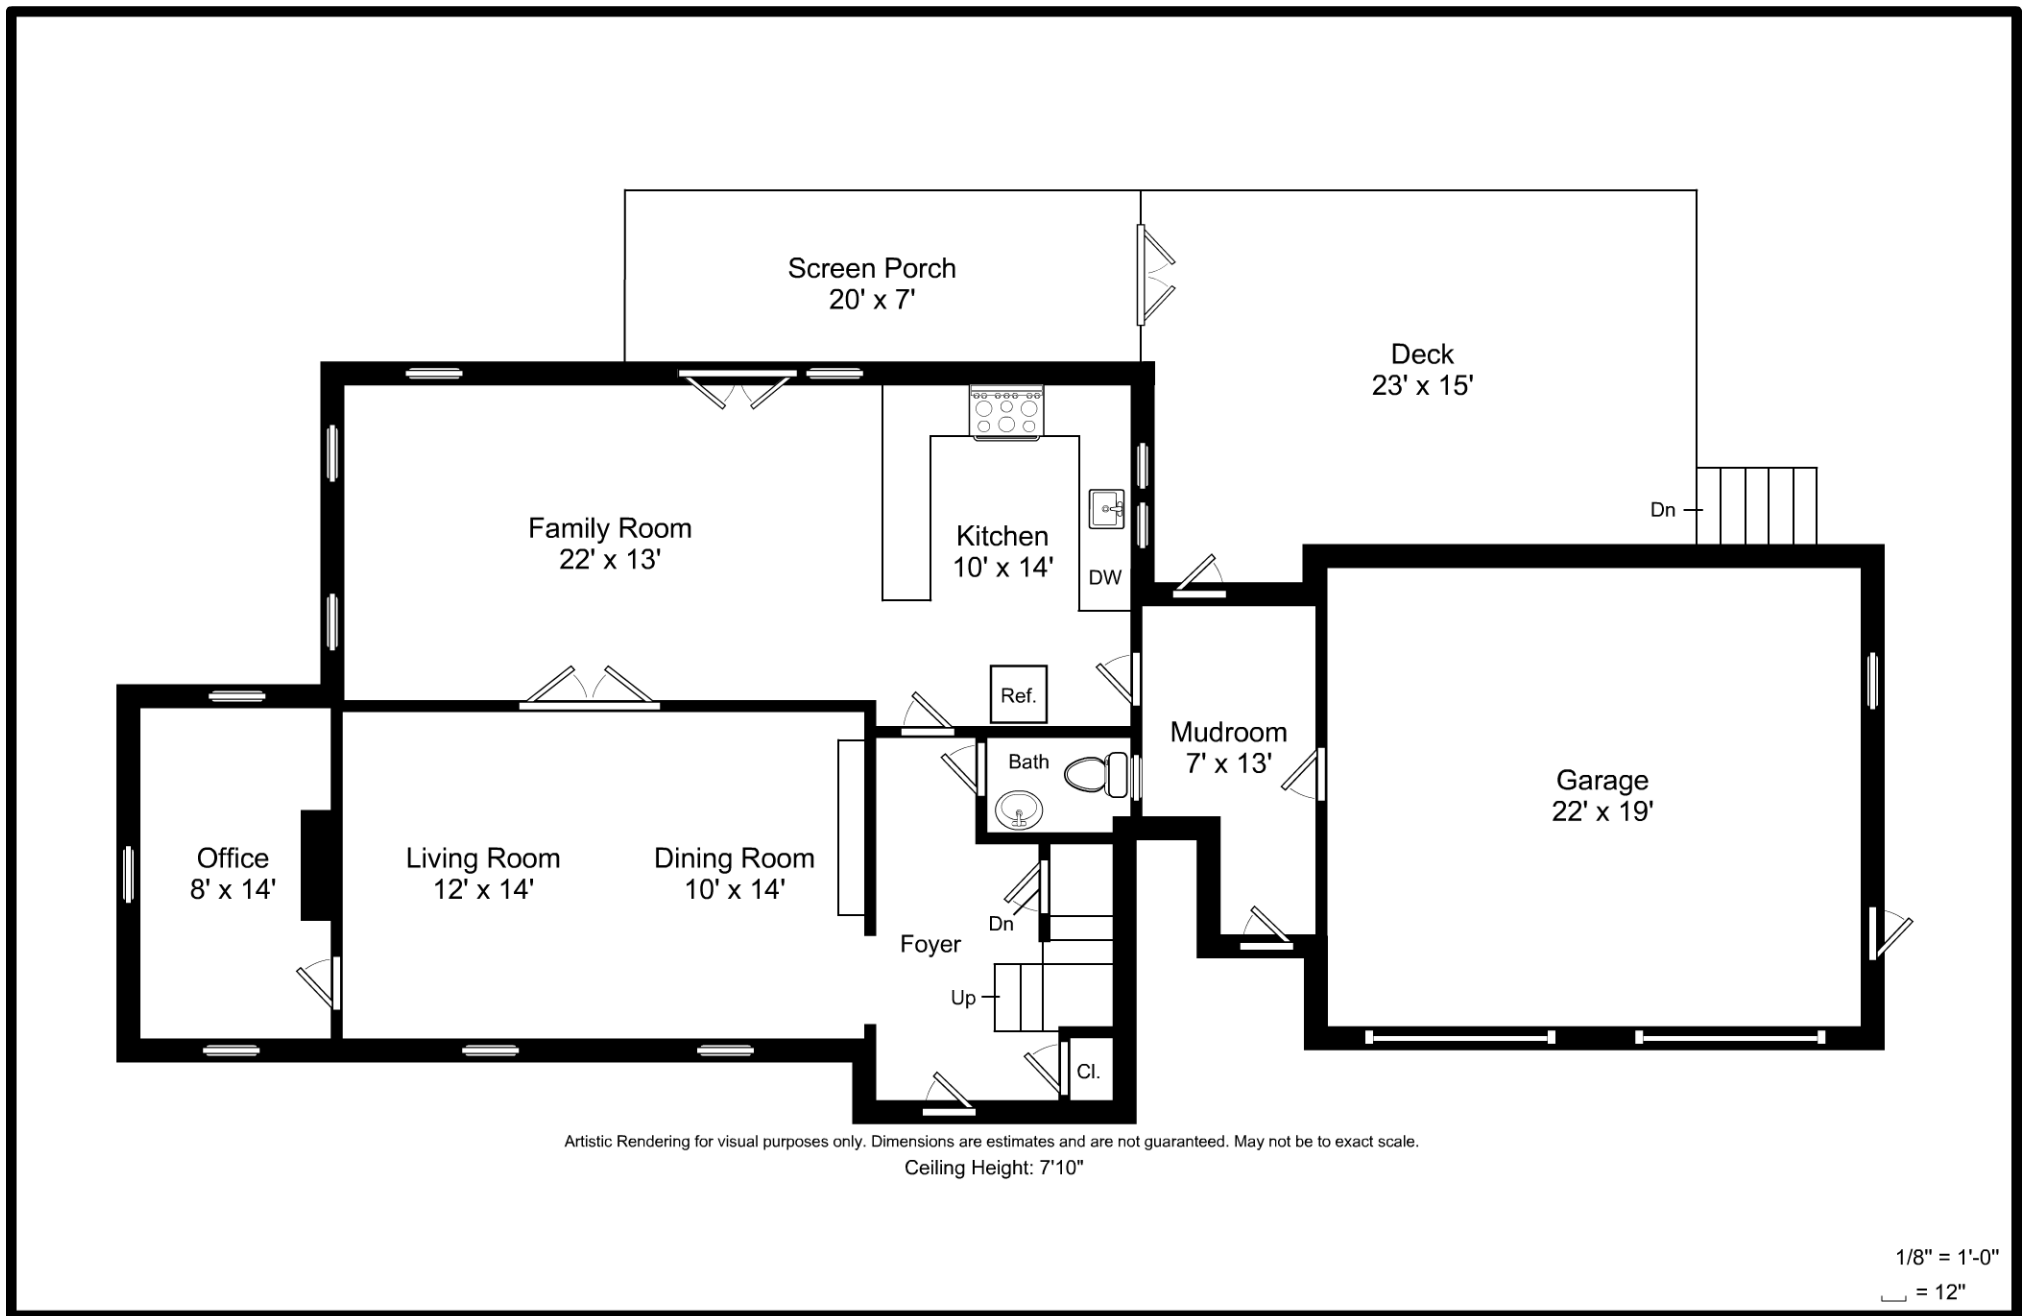 Screen Porch
20' x 7'
Deck
23' x 15'
Dn
Family Room
22' x 13'
Kitchen
10' x 14'
DW
Ref.
Mudroom
7' x 13'
Bath
Garage
22' x 19'
Office
8' x 14'
Living Room
12' x 14'
Dining Room
10' x 14'
Dn
Foyer
Up
Cl.
Artistic Rendering for visual purposes only. Dimensions are estimates and are not guaranteed. May not be to exact scale.
Ceiling Height: 7'10"
1/8" = 1'-0"
= 12"